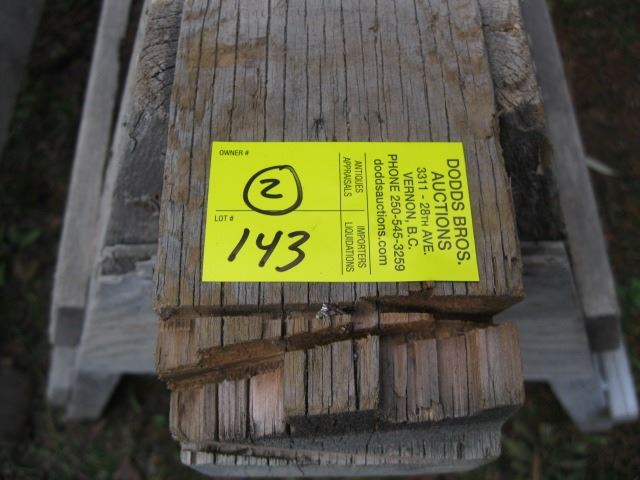 OWNER #
2
LOT #
143
ANTIQUES
APPRAISALS
IMPORTERS
LIQUIDATIONS
DODDS BROS.
AUCTIONS
3311 - 28TH AVE.
VERNON, B.C.
PHONE 250-545-3259
doddsauctions.com